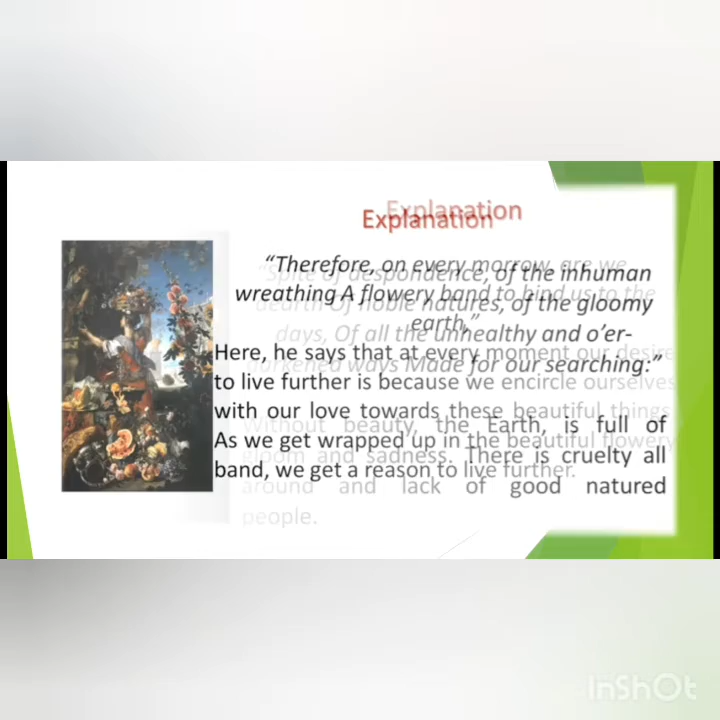 Explanation
“Therefore, on every morrow, are we
wreathing A flowery band to bind us to the
earth,”
Here, he says that at every moment our desire
to live further is because we encircle ourselves
with our love towards these beautiful things.
As we get wrapped up in the beautiful flowery
band, we get a reason to live further.
Explanation
“Spite of despondence, of the inhuman
dearth Of noble natures, of the gloomy
days, Of all the unhealthy and o’er-
darkened ways Made for our searching:”
Without beauty, the Earth, is full of
gloom and sadness. There is cruelty all
around and lack of good natured
people.
InShOt